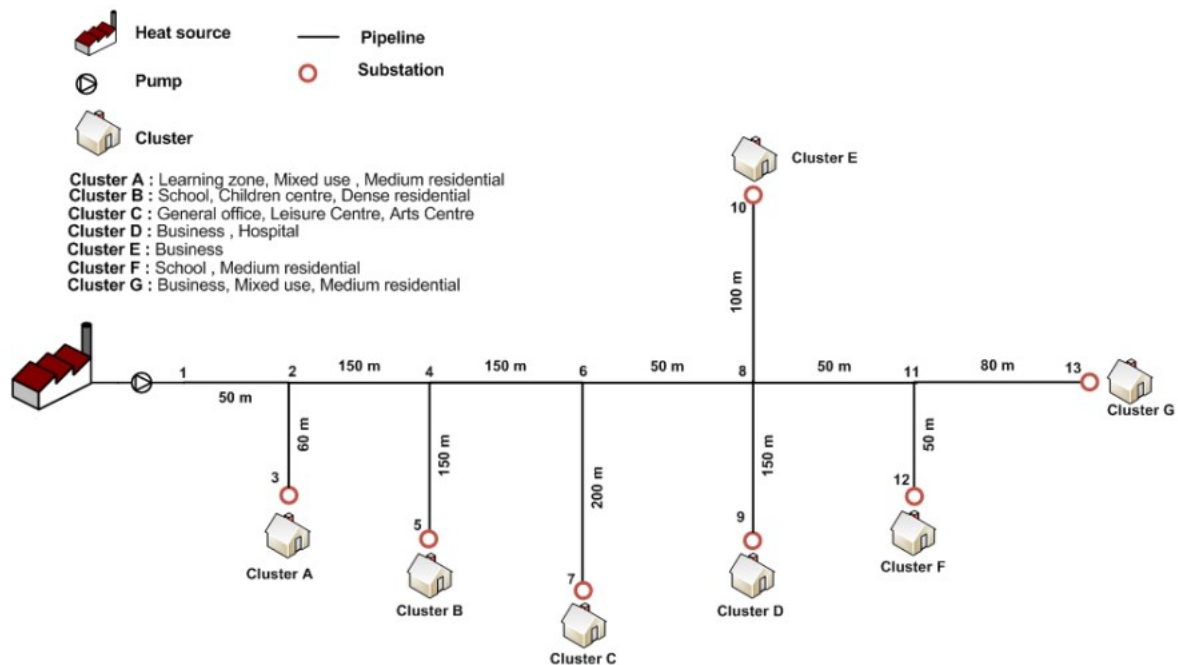 Heat source
Pipeline
Pump
Substation
Cluster
Cluster A : Learning zone, Mixed use , Medium residential
Cluster B : School, Children centre, Dense residential
Cluster C : General office, Leisure Centre, Arts Centre
Cluster D : Business , Hospital
Cluster E : Business
Cluster F : School , Medium residential
Cluster G : Business, Mixed use, Medium residential
Cluster E
10
100 m
1
50 m
2
150 m
4
150 m
6
50 m
8
50 m
11
80 m
13
Cluster G
60 m
3
Cluster A
150 m
5
Cluster B
200 m
7
Cluster C
150 m
9
Cluster D
50 m
12
Cluster F